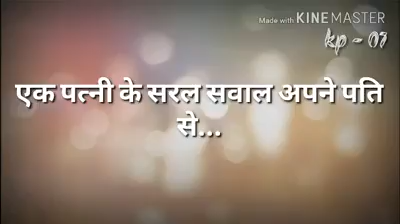 Made with KINEMASTER
kp - 07
एक पत्नी के सरल सवाल अपने पति
से...